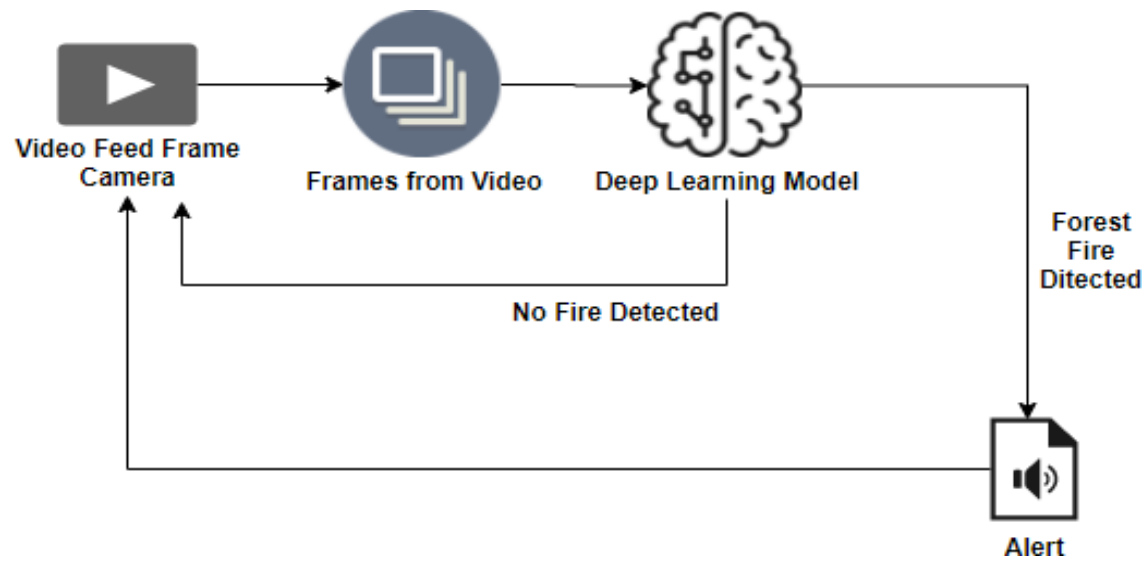 Video Feed Frame
Camera
Frames from Video
Deep Learning Model
Forest
Fire
Ditected
No Fire Detected
Alert